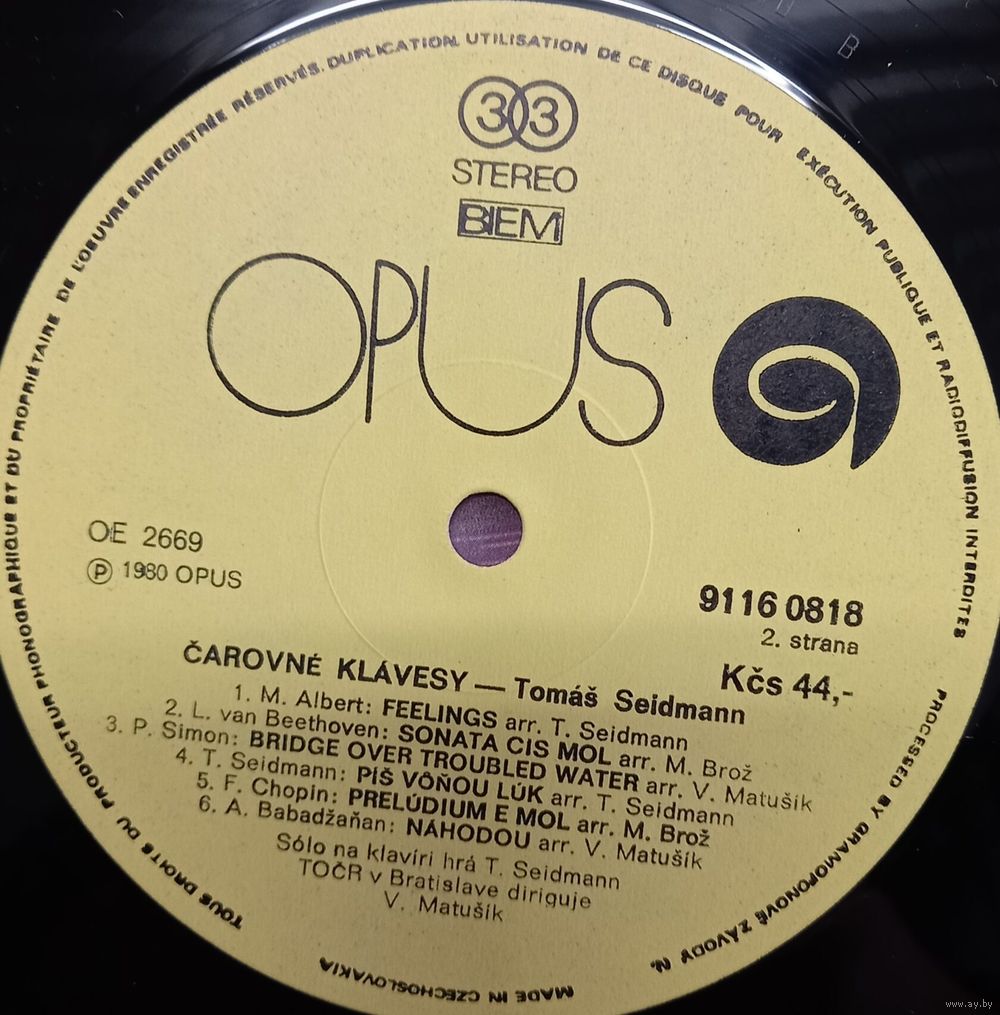 TOUS DROITS DU PRODUCTEUR PHONOGRAPHIQUE ET DU PROPRIÉTAIRE DE L'OEUVRE ENREGISTRÉE RÉSERVÉS. DUPLICATION. UTILISATION DE CE DISQUE POUR EXÉCUTION PUBLIQUE ET RADIODIFFUSION INTERDITES
B
33
STEREO
BIEM
OPUS
OE 2669
Ⓟ 1980 OPUS
9116 0818
2. strana
Kčs 44,-
ČAROVNÉ KLÁVESY — Tomáš Seidmann
1. M. Albert: FEELINGS arr. T. Seidmann
2. L. van Beethoven: SONATA CIS MOL arr. M. Brož
3. P. Simon: BRIDGE OVER TROUBLED WATER arr. V. Matušík
4. T. Seidmann: PÍŠ VÔŇOU LÚK arr. T. Seidmann
5. F. Chopin: PRELÚDIUM E MOL arr. M. Brož
6. A. Babadžaňan: NÁHODOU arr. V. Matušík
Sólo na klavíri hrá T. Seidmann
TOČR v Bratislave diriguje
V. Matušík
PROCESSED BY GRAMOFONOVÉ ZÁVODY N.
MADE IN CZECHOSLOVAKIA
www.ay.by